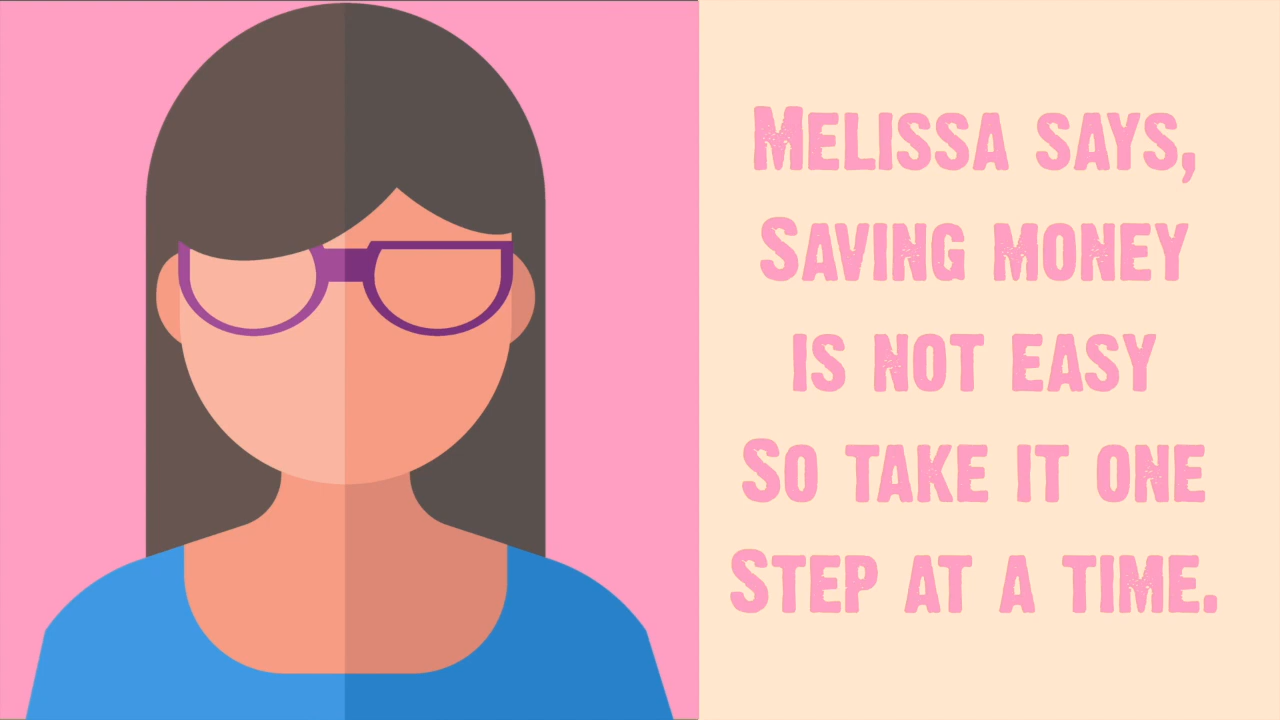 Melissa says,
Saving money
is not easy
So take it one
Step at a time.